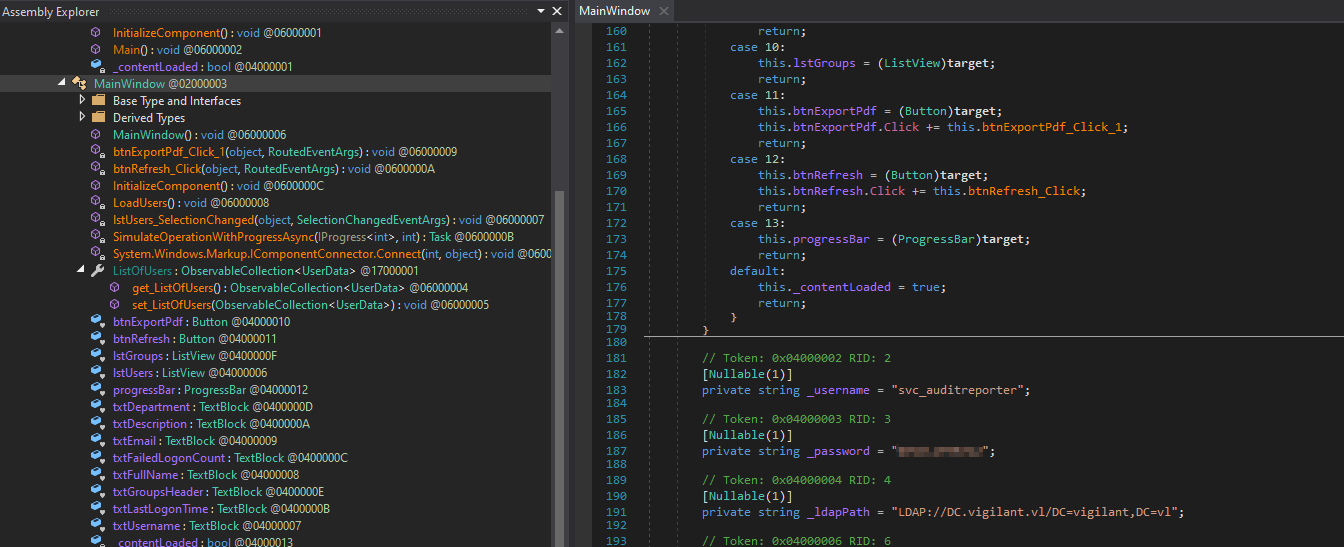 Assembly Explorer
InitializeComponent() : void @06000001
Main() : void @06000002
_contentLoaded : bool @04000001
MainWindow @02000003
Base Type and Interfaces
Derived Types
MainWindow() : void @06000006
btnExportPdf_Click_1(object, RoutedEventArgs) : void @06000009
btnRefresh_Click(object, RoutedEventArgs) : void @0600000A
InitializeComponent() : void @0600000C
LoadUsers() : void @06000008
lstUsers_SelectionChanged(object, SelectionChangedEventArgs) : void @06000007
SimulateOperationWithProgressAsync(IProgress<int>, int) : Task @0600000B
System.Windows.Markup.IComponentConnector.Connect(int, object) : void @0600
ListOfUsers : ObservableCollection<UserData> @17000001
get_ListOfUsers() : ObservableCollection<UserData> @06000004
set_ListOfUsers(ObservableCollection<UserData>) : void @06000005
btnExportPdf : Button @04000010
btnRefresh : Button @04000011
lstGroups : ListView @0400000F
lstUsers : ListView @04000006
progressBar : ProgressBar @04000012
txtDepartment : TextBlock @0400000D
txtDescription : TextBlock @0400000A
txtEmail : TextBlock @04000009
txtFailedLogonCount : TextBlock @0400000C
txtFullName : TextBlock @04000008
txtGroupsHeader : TextBlock @0400000E
txtLastLogonTime : TextBlock @0400000B
txtUsername : TextBlock @04000007
_contentLoaded : bool @04000013
MainWindow
160 return;
161 case 10:
162 this.lstGroups = (ListView)target;
163 return;
164 case 11:
165 this.btnExportPdf = (Button)target;
166 this.btnExportPdf.Click += this.btnExportPdf_Click_1;
167 return;
168 case 12:
169 this.btnRefresh = (Button)target;
170 this.btnRefresh.Click += this.btnRefresh_Click;
171 return;
172 case 13:
173 this.progressBar = (ProgressBar)target;
174 return;
175 default:
176 this._contentLoaded = true;
177 return;
178 }
179 }
180
181 // Token: 0x04000002 RID: 2
182 [Nullable(1)]
183 private string _username = "svc_auditreporter";
184
185 // Token: 0x04000003 RID: 3
186 [Nullable(1)]
187 private string _password = "";
188
189 // Token: 0x04000004 RID: 4
190 [Nullable(1)]
191 private string _ldapPath = "LDAP://DC.vigilant.vl/DC=vigilant,DC=vl";
192
193 // Token: 0x04000006 RID: 6